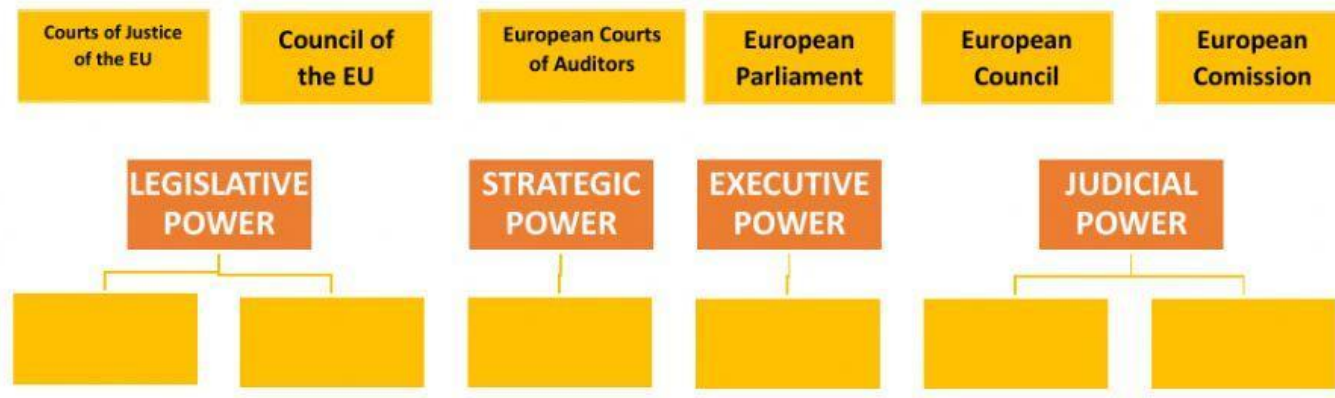 Courts of Justice
of the EU
Council of
the EU
European Courts
of Auditors
European
Parliament
European
Council
European
Comission
LEGISLATIVE
POWER
STRATEGIC
POWER
EXECUTIVE
POWER
JUDICIAL
POWER